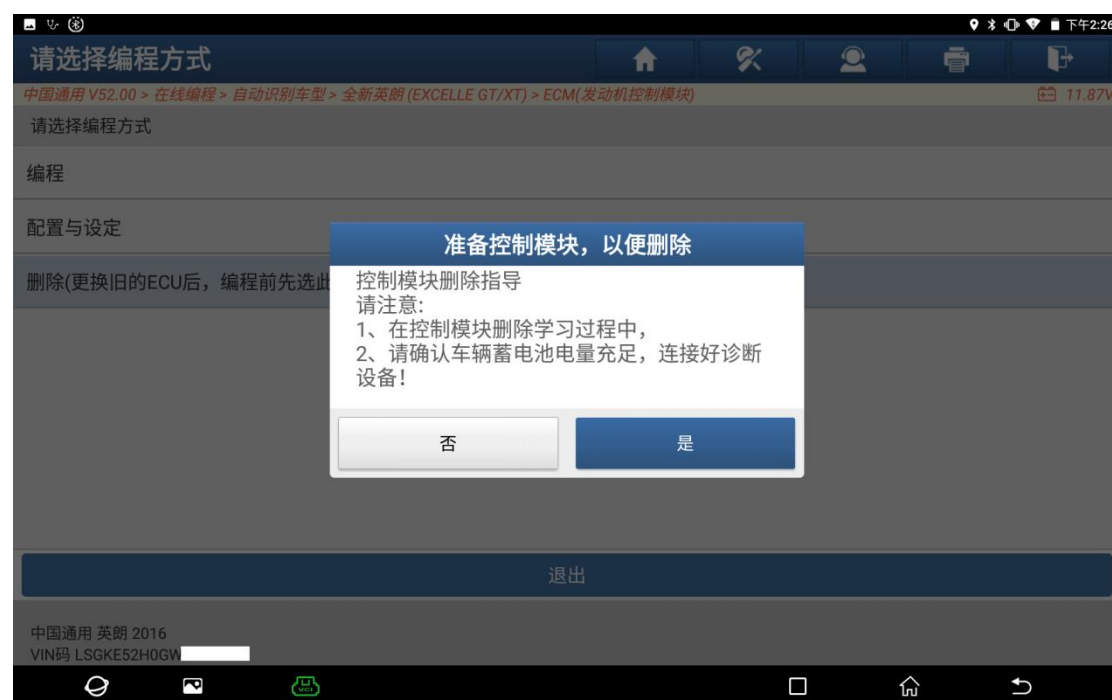 下午2:26
请选择编程方式
中国通用 V52.00 > 在线编程 > 自动识别车型 > 全新英朗 (EXCELLE GT/XT) > ECM(发动机控制模块)
11.87V
请选择编程方式
编程
配置与设定
删除(更换旧的ECU后，编程前先选此
准备控制模块，以便删除
控制模块删除指导
请注意:
1、在控制模块删除学习过程中，
2、请确认车辆蓄电池电量充足，连接好诊断
设备！
否
是
退出
中国通用 英朗 2016
VIN码 LSGKE52H0GW
VCI